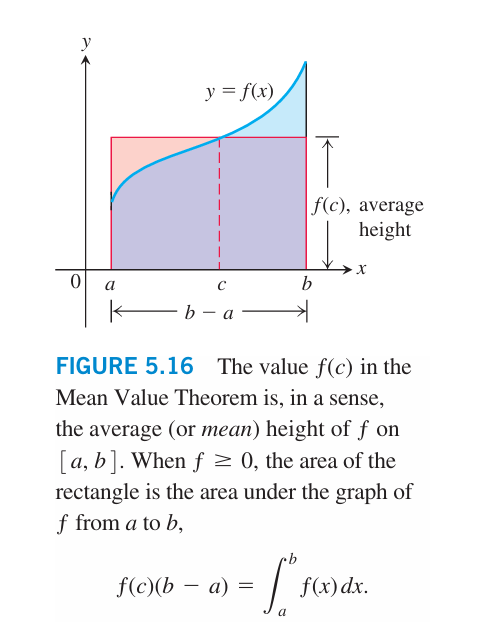 y
y = f(x)
f(c), average
height
0 a c b x
b − a
FIGURE 5.16 The value f(c) in the
Mean Value Theorem is, in a sense,
the average (or mean) height of f on
[a, b]. When f ≥ 0, the area of the
rectangle is the area under the graph of
f from a to b,
f(c)(b − a) = ∫_a^b f(x) dx.